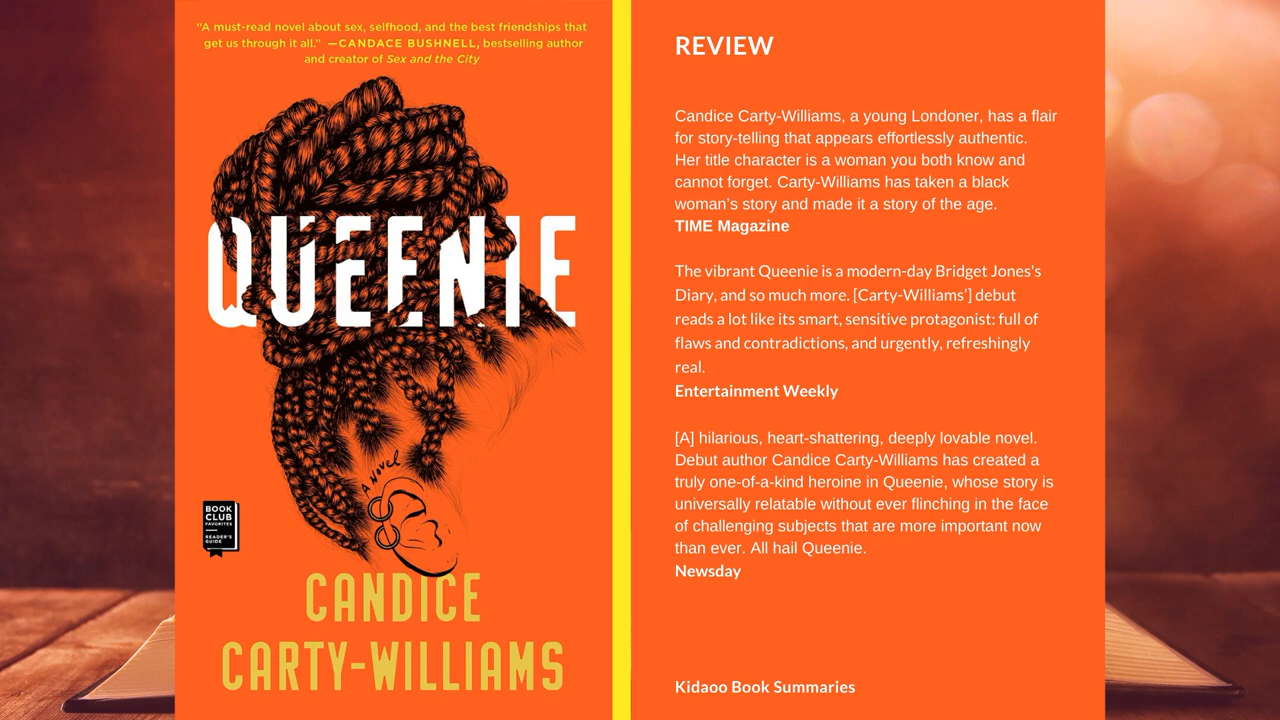 “A must-read novel about sex, selfhood, and the best friendships that
get us through it all.” —CANDACE BUSHNELL, bestselling author
and creator of Sex and the City
QUEENIE
A Novel
BOOK
CLUB
FAVORITES
READER'S
GUIDE
CANDICE
CARTY-WILLIAMS
REVIEW
Candice Carty-Williams, a young Londoner, has a flair
for story-telling that appears effortlessly authentic.
Her title character is a woman you both know and
cannot forget. Carty-Williams has taken a black
woman’s story and made it a story of the age.
TIME Magazine
The vibrant Queenie is a modern-day Bridget Jones's
Diary, and so much more. [Carty-Williams’] debut
reads a lot like its smart, sensitive protagonist: full of
flaws and contradictions, and urgently, refreshingly
real.
Entertainment Weekly
[A] hilarious, heart-shattering, deeply lovable novel.
Debut author Candice Carty-Williams has created a
truly one-of-a-kind heroine in Queenie, whose story is
universally relatable without ever flinching in the face
of challenging subjects that are more important now
than ever. All hail Queenie.
Newsday
Kidaoo Book Summaries